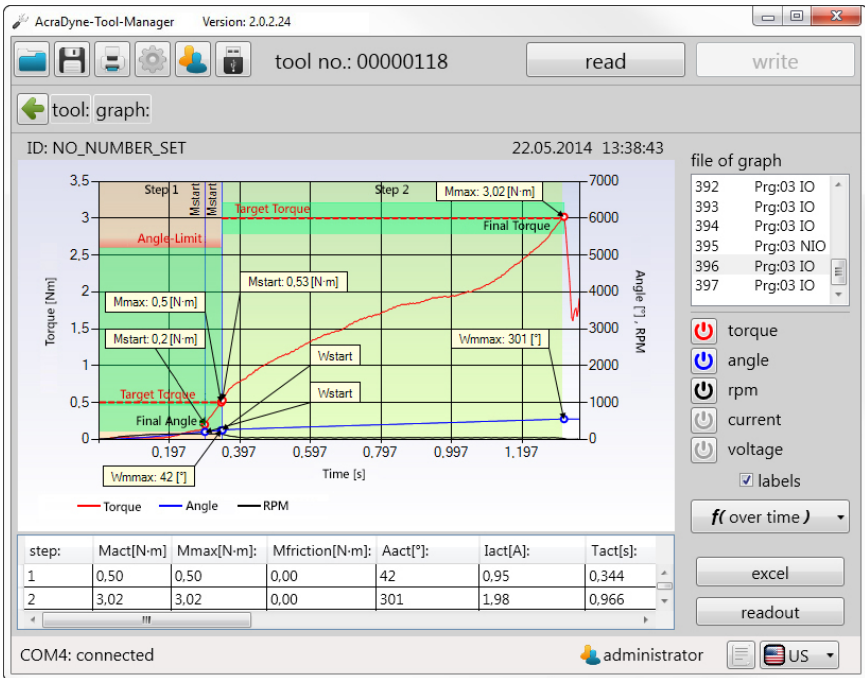 AcraDyne-Tool-Manager Version: 2.0.2.24
tool no.: 00000118
read
write
tool: graph:
ID: NO_NUMBER_SET
22.05.2014 13:38:43
file of graph
392 Prg:03 IO
393 Prg:03 IO
394 Prg:03 IO
395 Prg:03 NIO
396 Prg:03 IO
397 Prg:03 IO
Torque [Nm]
3.5
3
2,5
2
1,5
1
0,5
0
Step 1
Mstart
Mstart
Step 2
Mmax: 3,02 [N·m]
Target Torque
Final Torque
Angle-Limit
Mstart: 0,53 [N·m]
Mmax: 0,5 [N·m]
Mstart: 0,2 [N·m]
Wmmax: 301 [°]
Wstart
Wstart
Target Torque
Final Angle
Wmmax: 42 [°]
7000
6000
5000
4000
3000
2000
1000
0
Angle [°] , RPM
0,197 0,397 0,597 0,797 0,997 1,197
Time [s]
Torque Angle RPM
torque
angle
rpm
current
voltage
labels
f( over time )
excel
readout
step: Mact[N·m] Mmax[N·m]: Mfriction[N·m]: Aact[°]: Iact[A]: Tact[s]:
1 0,50 0,50 0,00 42 0,95 0,344
2 3,02 3,02 0,00 301 1,98 0,966
COM4: connected
administrator
US